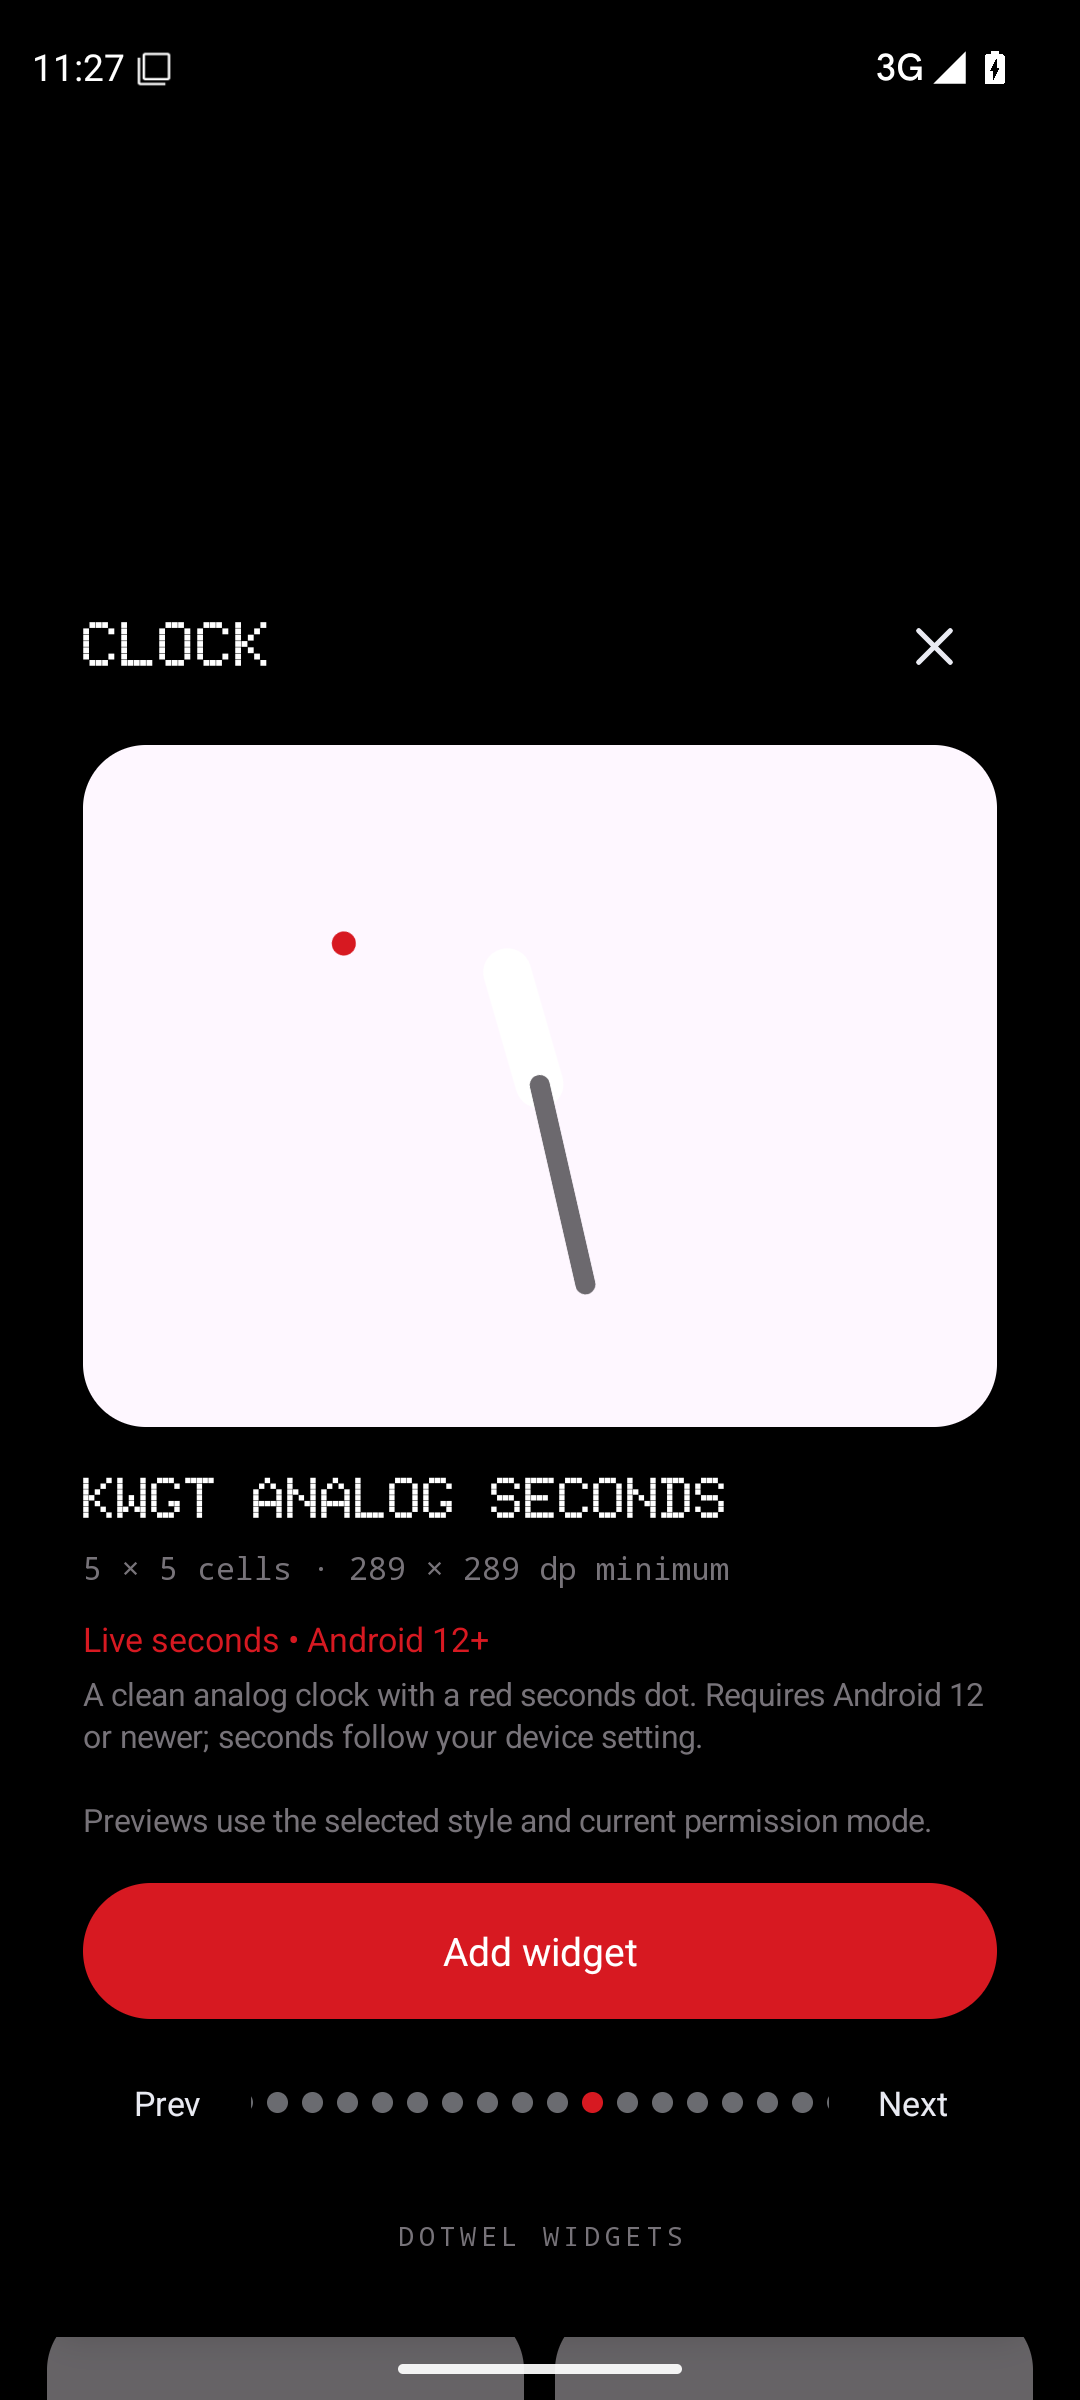 11:27
3G
CLOCK
KWGT ANALOG SECONDS
5 × 5 cells · 289 × 289 dp minimum
Live seconds • Android 12+
A clean analog clock with a red seconds dot. Requires Android 12
or newer; seconds follow your device setting.
Previews use the selected style and current permission mode.
Add widget
Prev
Next
DOTWEL WIDGETS